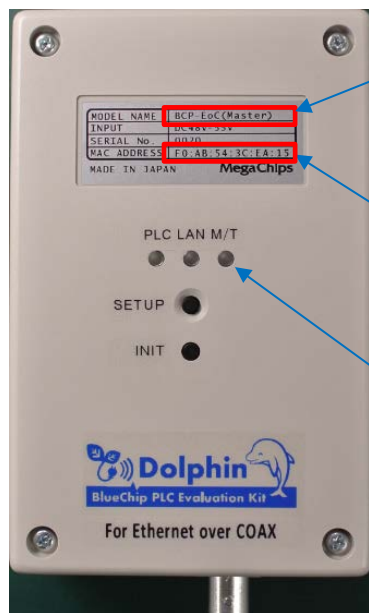 MODEL NAME BCP-EoC(Master)
INPUT DC48V-55V
SERIAL No. 0020
MAC ADDRESS F0:AB:54:3C:EA:15
MADE IN JAPAN MegaChips
PLC LAN M/T
SETUP
INIT
Dolphin
BlueChip PLC Evaluation Kit
For Ethernet over COAX